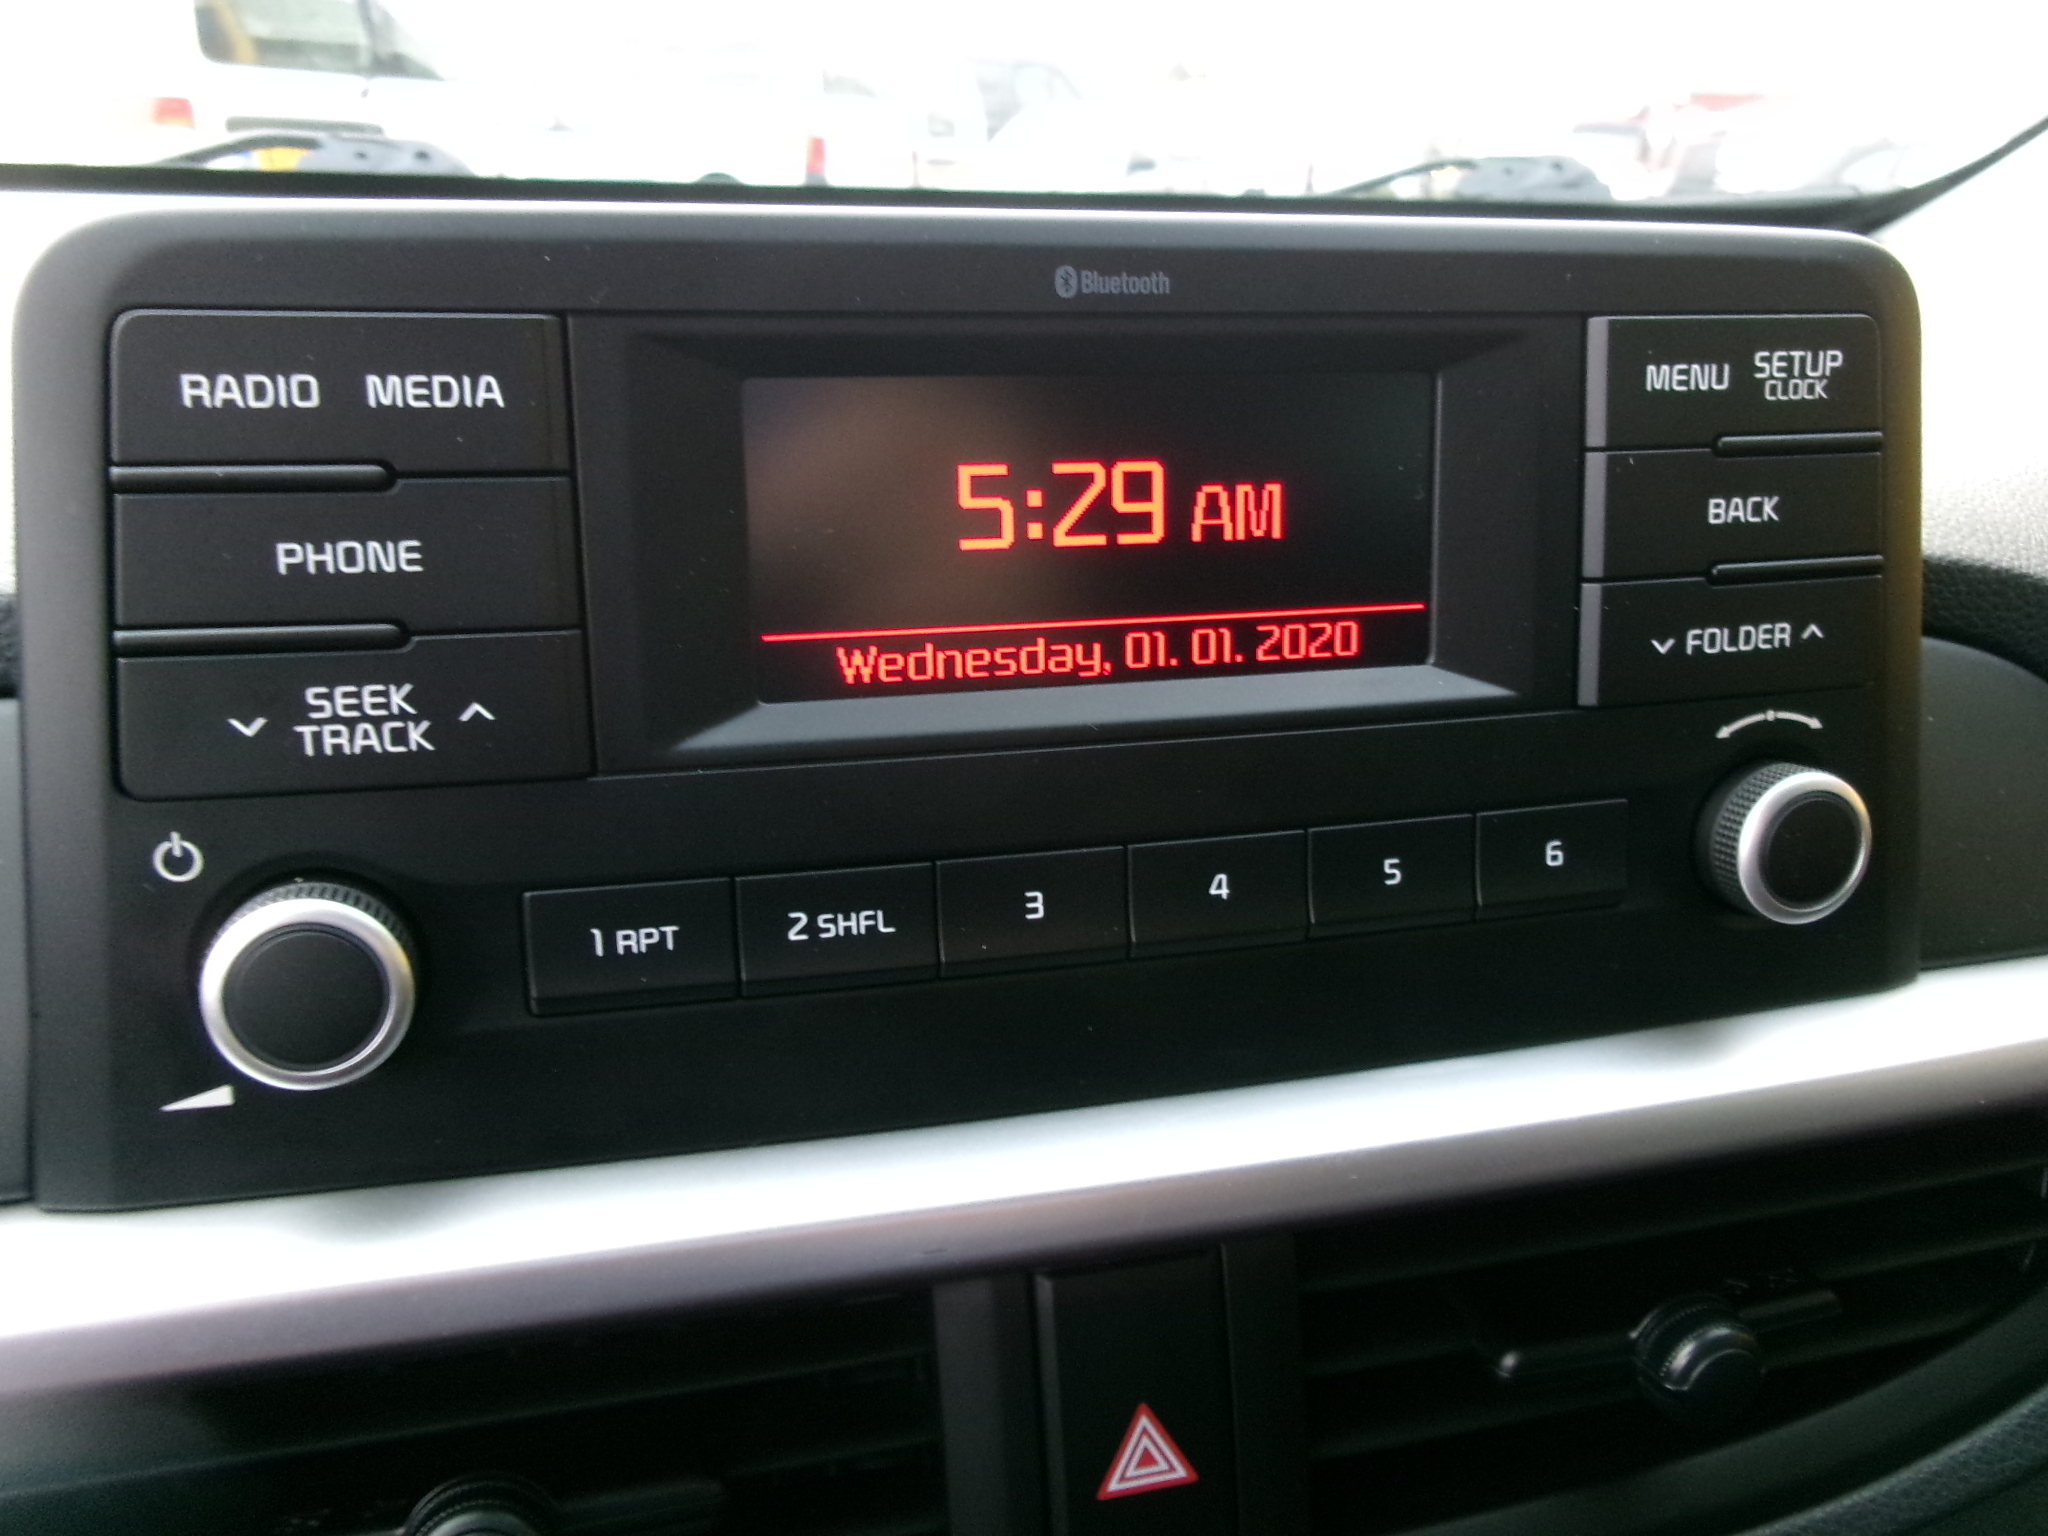 Bluetooth
RADIO MEDIA
PHONE
SEEK
TRACK
5:29 AM
Wednesday, 01. 01. 2020
MENU SETUP
CLOCK
BACK
FOLDER
1 RPT 2 SHFL 3 4 5 6